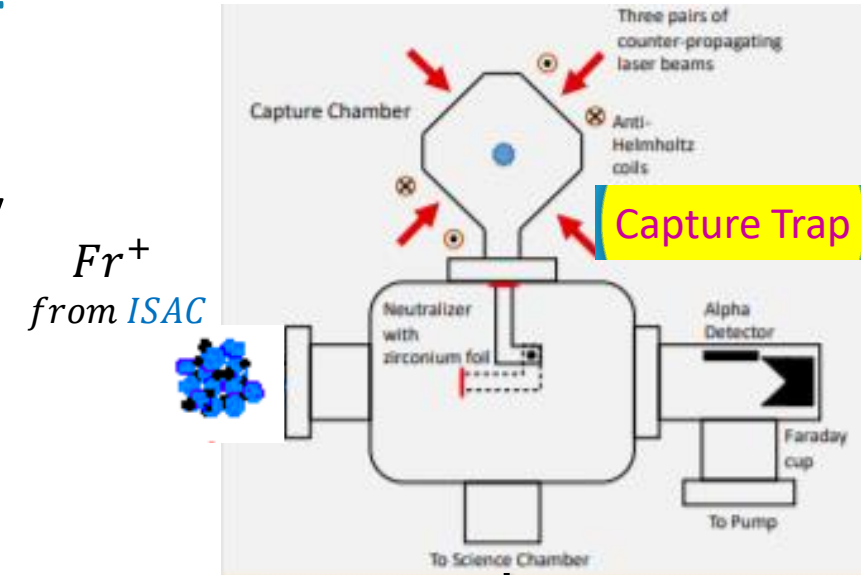 Three pairs of
counter-propagating
laser beams
Capture Chamber
Anti-
Helmholtz
coils
Capture Trap
Fr⁺
from ISAC
Neutralizer
with
zirconium foil
Alpha
Detector
Faraday
cup
To Pump
To Science Chamber